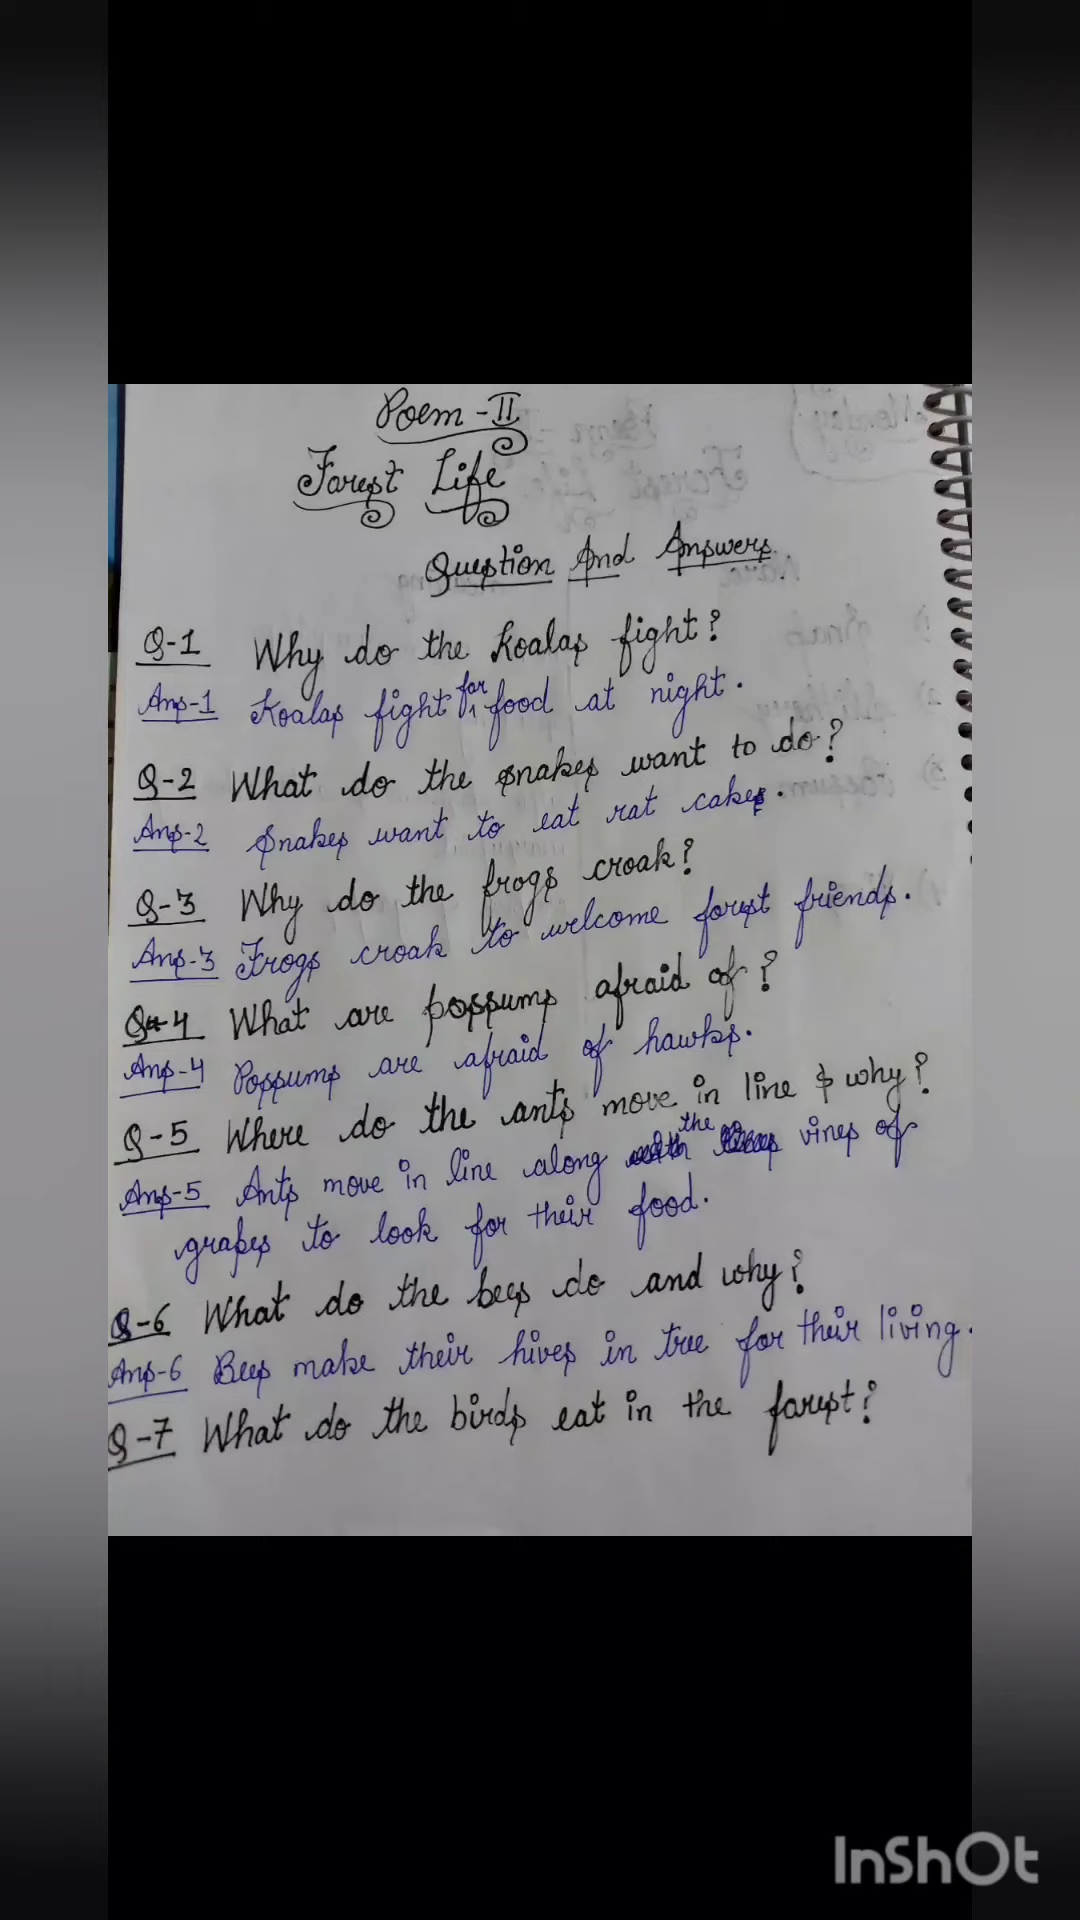 Poem - II
Forest Life
Question And Answers
Q-1 Why do the Koalas fight?
Ans-1 Koalas fight for food at night.
Q-2 What do the snakes want to do?
Ans-2 Snakes want to eat rat cakes.
Q-3 Why do the frogs croak?
Ans-3 Frogs croak to welcome forest friends.
Q-4 What are possums afraid of?
Ans-4 Possums are afraid of hawks.
Q-5 Where do the ants move in line & why?
Ans-5 Ants move in line along the vines of
grapes to look for their food.
Q-6 What do the bees do and why?
Ans-6 Bees make their hives in tree for their living.
Q-7 What do the birds eat in the forest?
InShOt